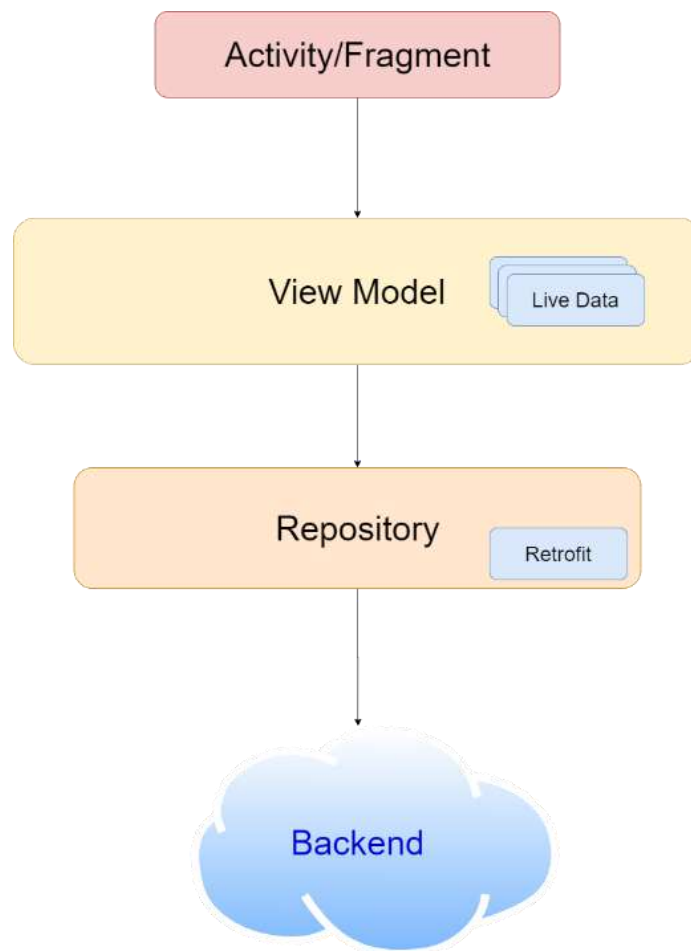 Activity/Fragment
View Model
Live Data
Repository
Retrofit
Backend